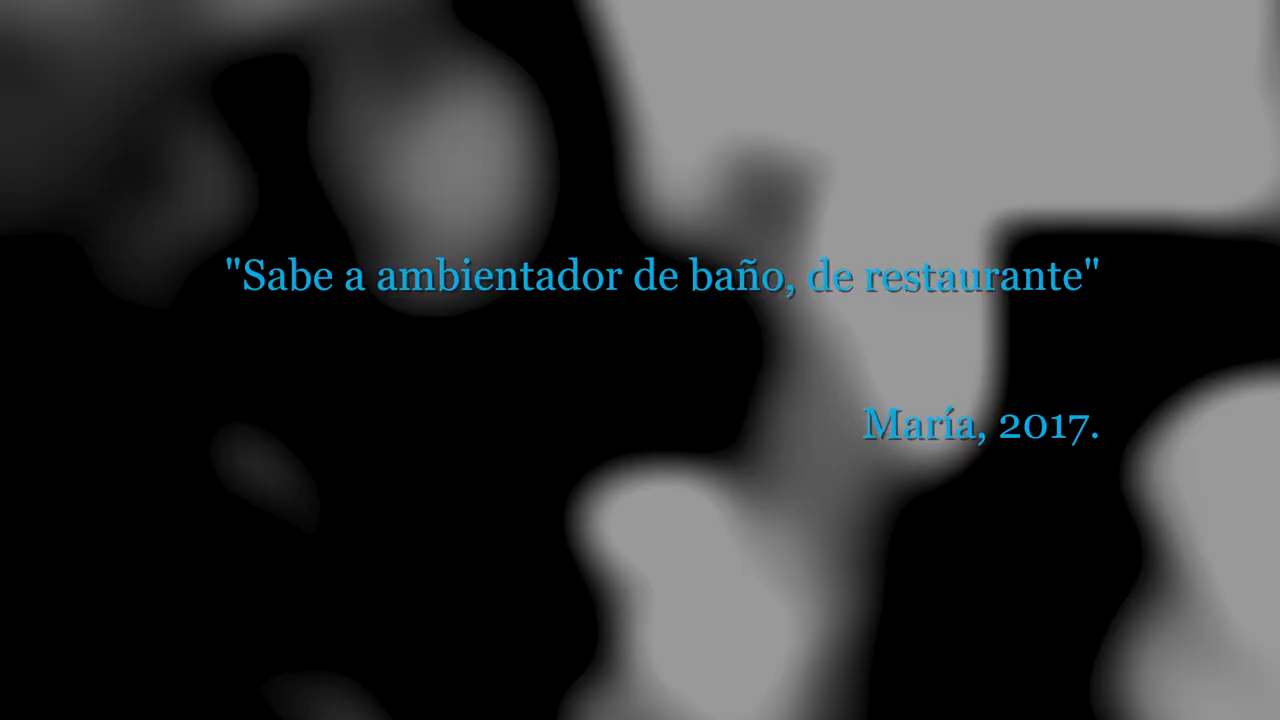 "Sabe a ambientador de baño, de restaurante"
María, 2017.